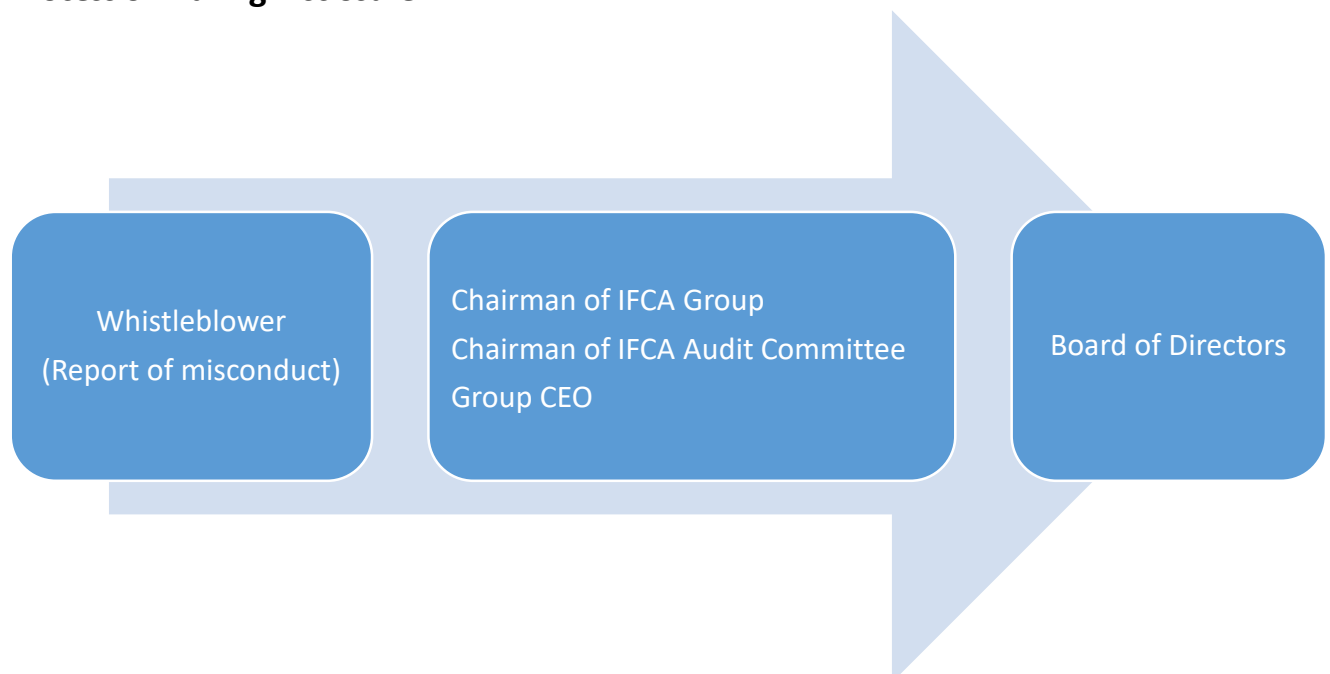 Whistleblower
(Report of misconduct)
Chairman of IFCA Group
Chairman of IFCA Audit Committee
Group CEO
Board of Directors